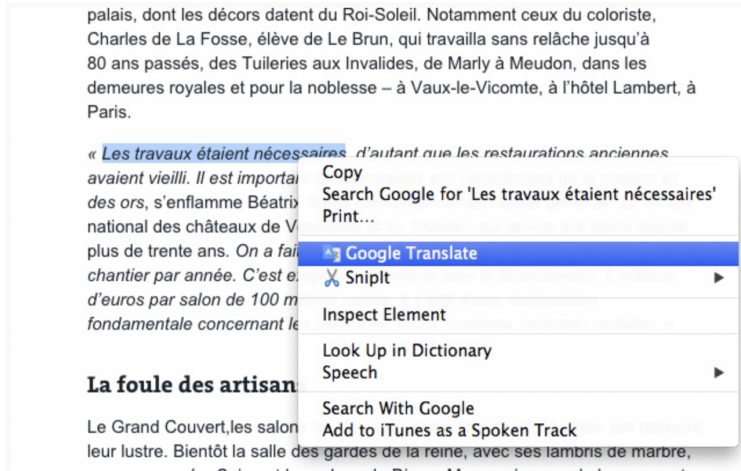 palais, dont les décors datent du Roi-Soleil. Notamment ceux du coloriste,
Charles de La Fosse, élève de Le Brun, qui travailla sans relâche jusqu'à
80 ans passés, des Tuileries aux Invalides, de Marly à Meudon, dans les
demeures royales et pour la noblesse – à Vaux-le-Vicomte, à l'hôtel Lambert, à
Paris.
« Les travaux étaient nécessaires, d'autant que les restaurations anciennes
avaient vieilli. Il est importa
des ors, s'enflamme Béatrix
national des châteaux de V
plus de trente ans. On a fai
chantier par année. C'est e
d'euros par salon de 100 m
fondamentale concernant le
Copy
Search Google for 'Les travaux étaient nécessaires'
Print...
Google Translate
SnipIt
Inspect Element
Look Up in Dictionary
Speech
Search With Google
Add to iTunes as a Spoken Track
La foule des artisans
Le Grand Couvert,les salon
leur lustre. Bientôt la salle des gardes de la reine, avec ses lambris de marbre,